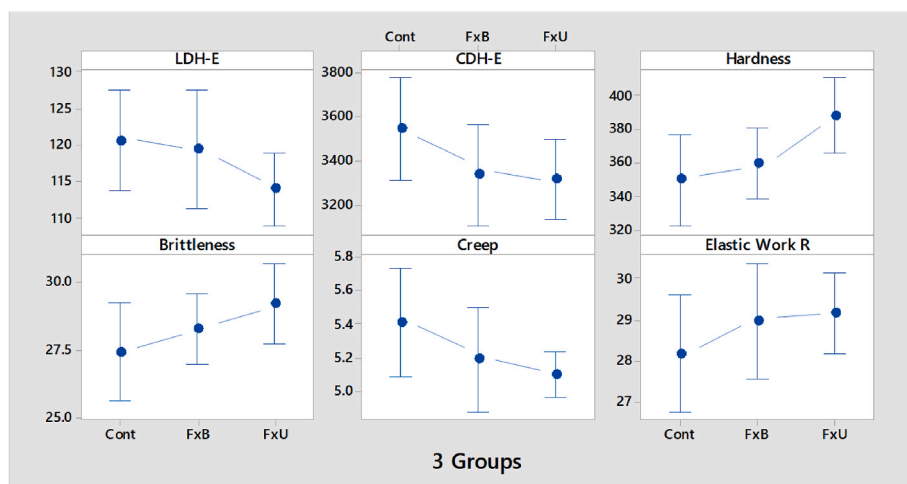 Cont FxB FxU
LDH-E CDH-E Hardness
130 3800 400
125 3600 380
120 3400 360
115 3200 340
110 320
Brittleness Creep Elastic Work R
30.0 5.8 30
27.5 5.6 29
25.0 5.4 28
5.2 27
5.0
Cont FxB FxU Cont FxB FxU
3 Groups